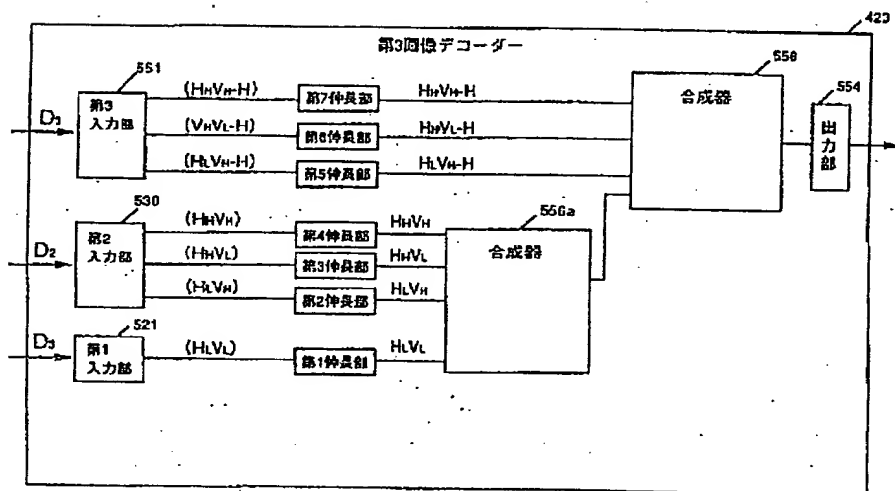 423
第3画像デコーダー
551
第3
入力部
D3
(HHVH-H)
(VHVL-H)
(HLVH-H)
第7伸長部
第6伸長部
第5伸長部
HHVH-H
HHVL-H
HLVH-H
556
合成器
554
出力部
530
第2
入力部
D2
(HHVH)
(HHVL)
(HLVH)
第4伸長部
第3伸長部
第2伸長部
HHVH
HHVL
HLVH
556a
合成器
521
第1
入力部
D3
(HLVL)
第1伸長部
HLVL